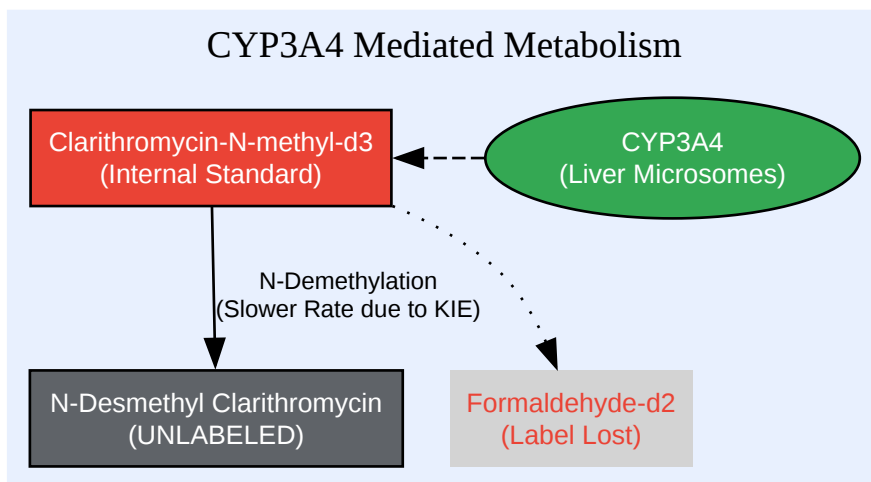 CYP3A4 Mediated Metabolism
Clarithromycin-N-methyl-d3
(Internal Standard)
CYP3A4
(Liver Microsomes)
N-Demethylation
(Slower Rate due to KIE)
N-Desmethyl Clarithromycin
(UNLABELED)
Formaldehyde-d2
(Label Lost)